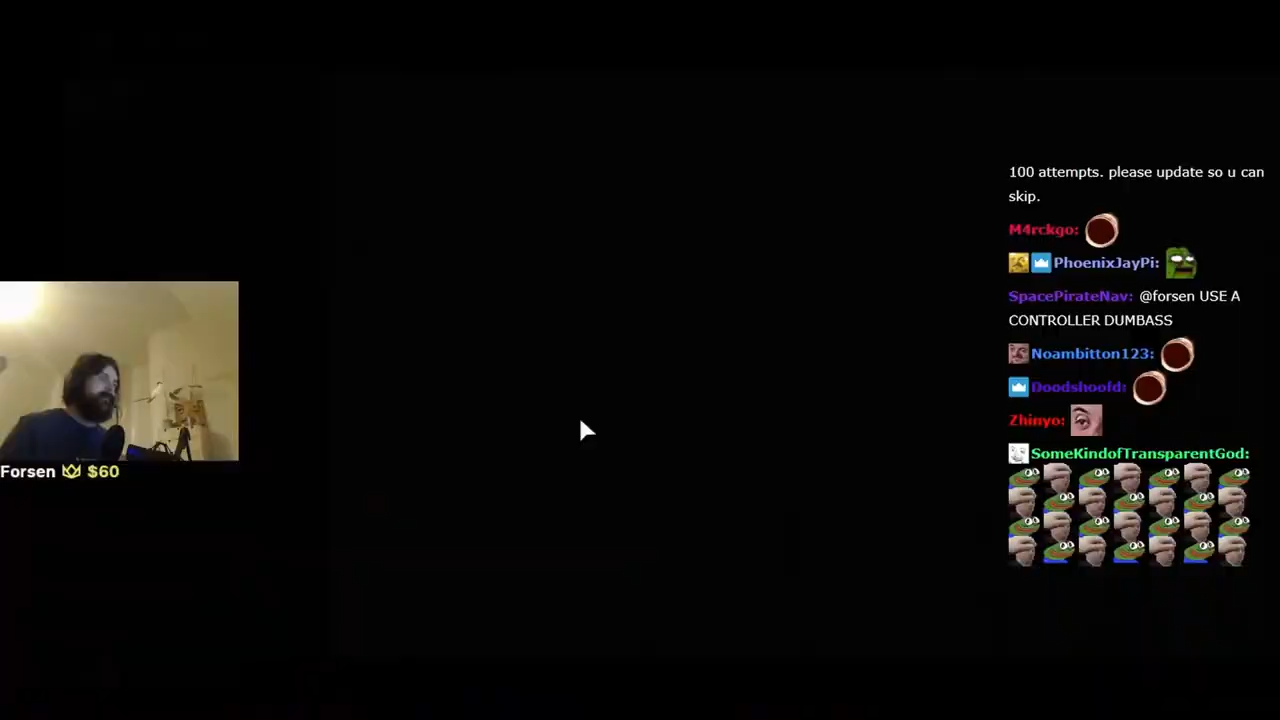 100 attempts. please update so u can
skip.
M4rckgo:
PhoenixJayPi:
SpacePirateNav: @forsen USE A
CONTROLLER DUMBASS
Noambitton123:
Doodshoofd:
Zhinyo:
SomeKindofTransparentGod:
Forsen $60